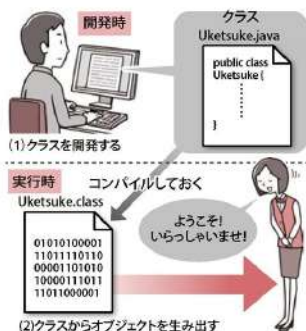 開発時
クラス
Uketsuke.java
public class
Uketsuke {
}
(1)クラスを開発する
実行時
コンパイルしておく
Uketsuke.class
ようこそ!
いらっしゃいませ!
01010100001
11011110110
00001101010
10000111011
11011000001
(2)クラスからオブジェクトを生み出す